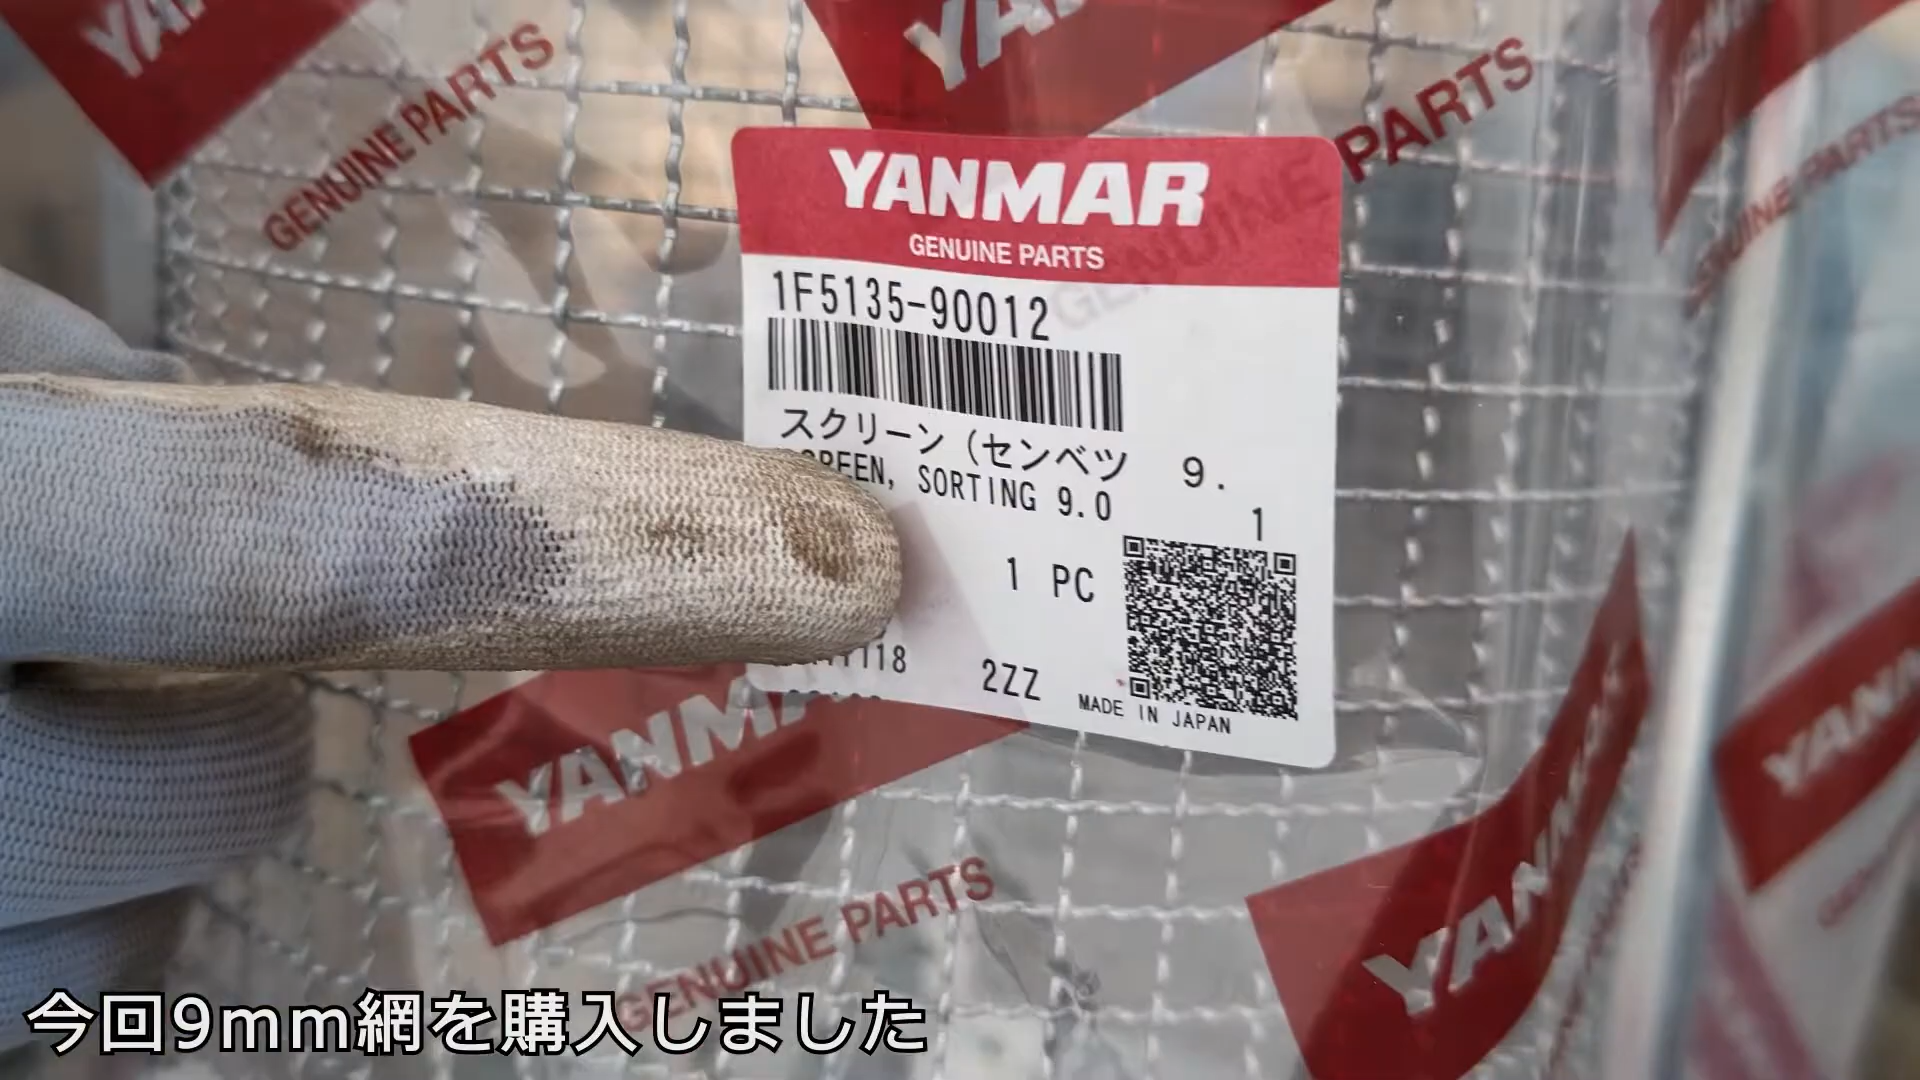 YANMAR
GENUINE PARTS
GENUINE PARTS
PARTS
YANMAR
GENUINE PARTS
1F5135-90012
スクリーン (センベツ 9.
SORTING 9.0
1
1 PC
2ZZ
MADE IN JAPAN
YANMAR
GENUINE PARTS
YANMAR
今回9mm網を購入しました